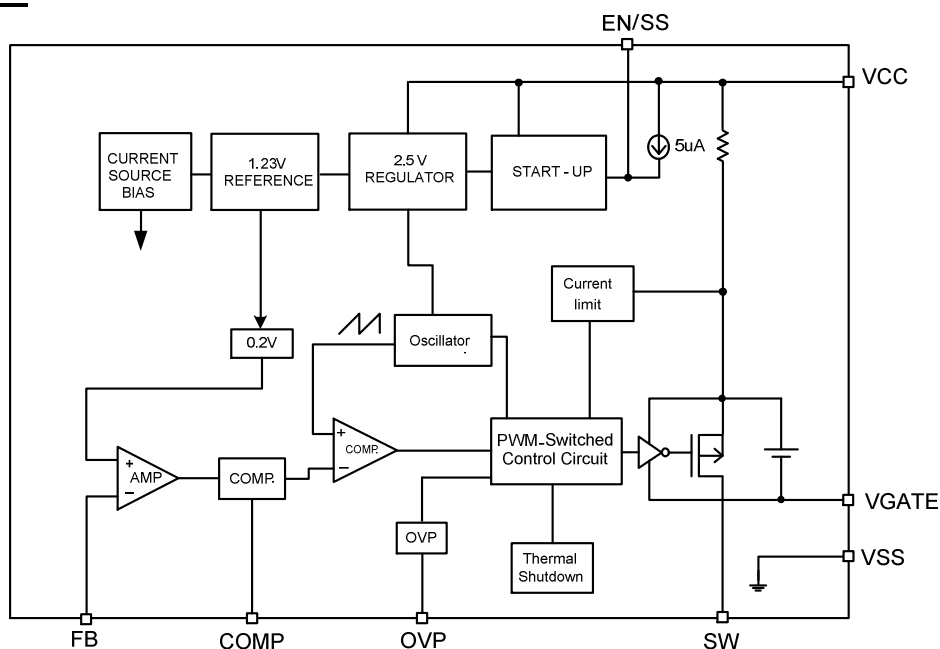 EN/SS
VCC
CURRENT
SOURCE
BIAS
1.23V
REFERENCE
2.5 V
REGULATOR
START - UP
5uA
Current
limit
0.2V
Oscillator
+
AMP
−
COMP.
+
COMP.
−
PWM-Switched
Control Circuit
OVP
Thermal
Shutdown
VGATE
VSS
FB
COMP
OVP
SW